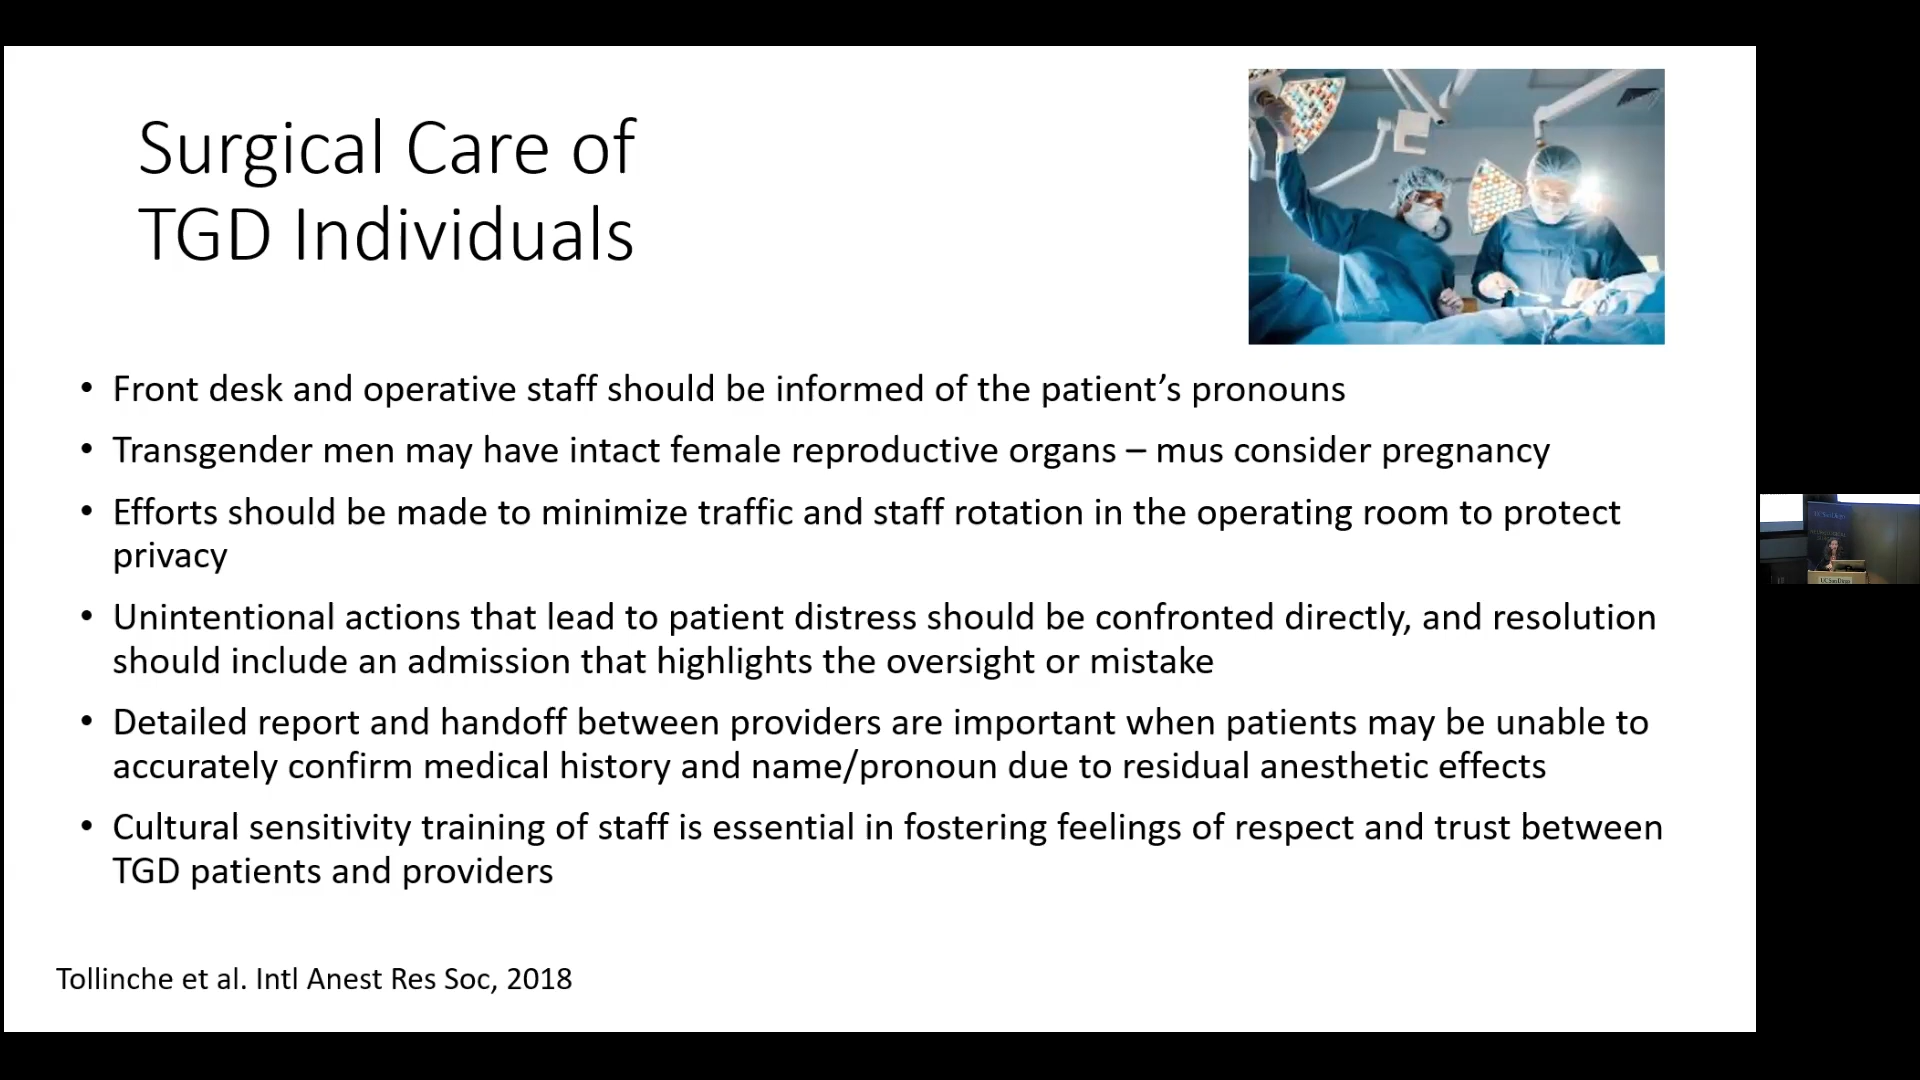 Surgical Care of
TGD Individuals
• Front desk and operative staff should be informed of the patient’s pronouns
• Transgender men may have intact female reproductive organs – mus consider pregnancy
• Efforts should be made to minimize traffic and staff rotation in the operating room to protect
privacy
• Unintentional actions that lead to patient distress should be confronted directly, and resolution
should include an admission that highlights the oversight or mistake
• Detailed report and handoff between providers are important when patients may be unable to
accurately confirm medical history and name/pronoun due to residual anesthetic effects
• Cultural sensitivity training of staff is essential in fostering feelings of respect and trust between
TGD patients and providers
Tollinche et al. Intl Anest Res Soc, 2018
UC San Diego
UC San Diego